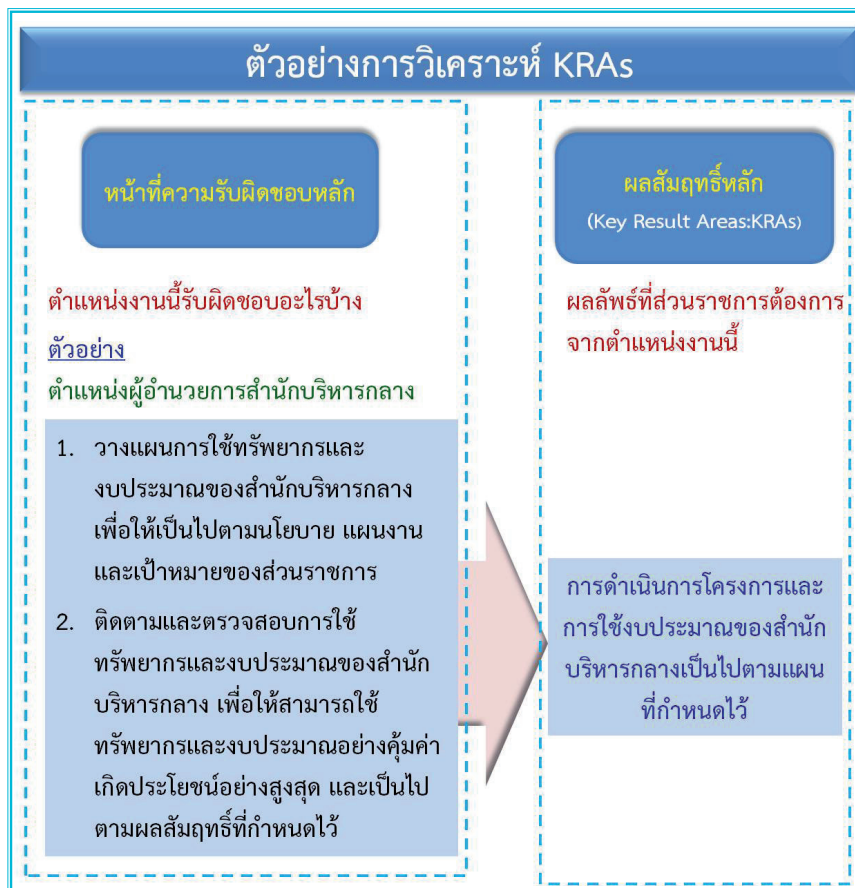 ตัวอย่างการวิเคราะห์ KRAs
หน้าที่ความรับผิดชอบหลัก
ตำแหน่งงานนี้รับผิดชอบอะไรบ้าง
ตัวอย่าง
ตำแหน่งผู้อำนวยการสำนักบริหารกลาง
1. วางแผนการใช้ทรัพยากรและ
งบประมาณของสำนักบริหารกลาง
เพื่อให้เป็นไปตามนโยบาย แผนงาน
และเป้าหมายของส่วนราชการ
2. ติดตามและตรวจสอบการใช้
ทรัพยากรและงบประมาณของสำนัก
บริหารกลาง เพื่อให้สามารถใช้
ทรัพยากรและงบประมาณอย่างคุ้มค่า
เกิดประโยชน์อย่างสูงสุด และเป็นไป
ตามผลสัมฤทธิ์ที่กำหนดไว้
ผลสัมฤทธิ์หลัก
(Key Result Areas:KRAs)
ผลลัพธ์ที่ส่วนราชการต้องการ
จากตำแหน่งงานนี้
การดำเนินการโครงการและ
การใช้งบประมาณของสำนัก
บริหารกลางเป็นไปตามแผน
ที่กำหนดไว้